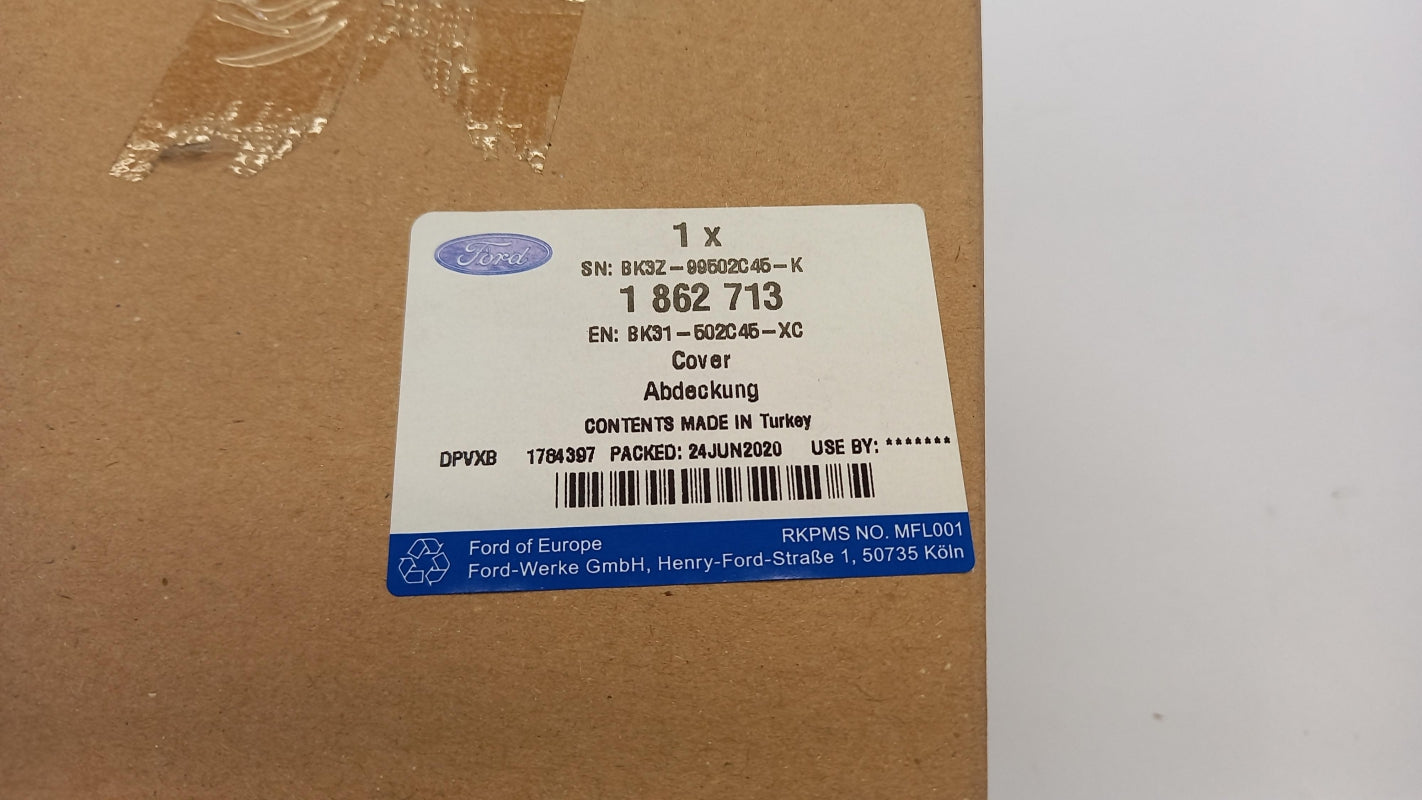 Ford
1 x
SN: BK3Z-99502C45-K
1 862 713
EN: BK31-502C45-XC
Cover
Abdeckung
CONTENTS MADE IN Turkey
DPVXB 1784397 PACKED: 24JUN2020 USE BY: *******
RKPMS NO. MFL001
Ford of Europe
Ford-Werke GmbH, Henry-Ford-Straße 1, 50735 Köln